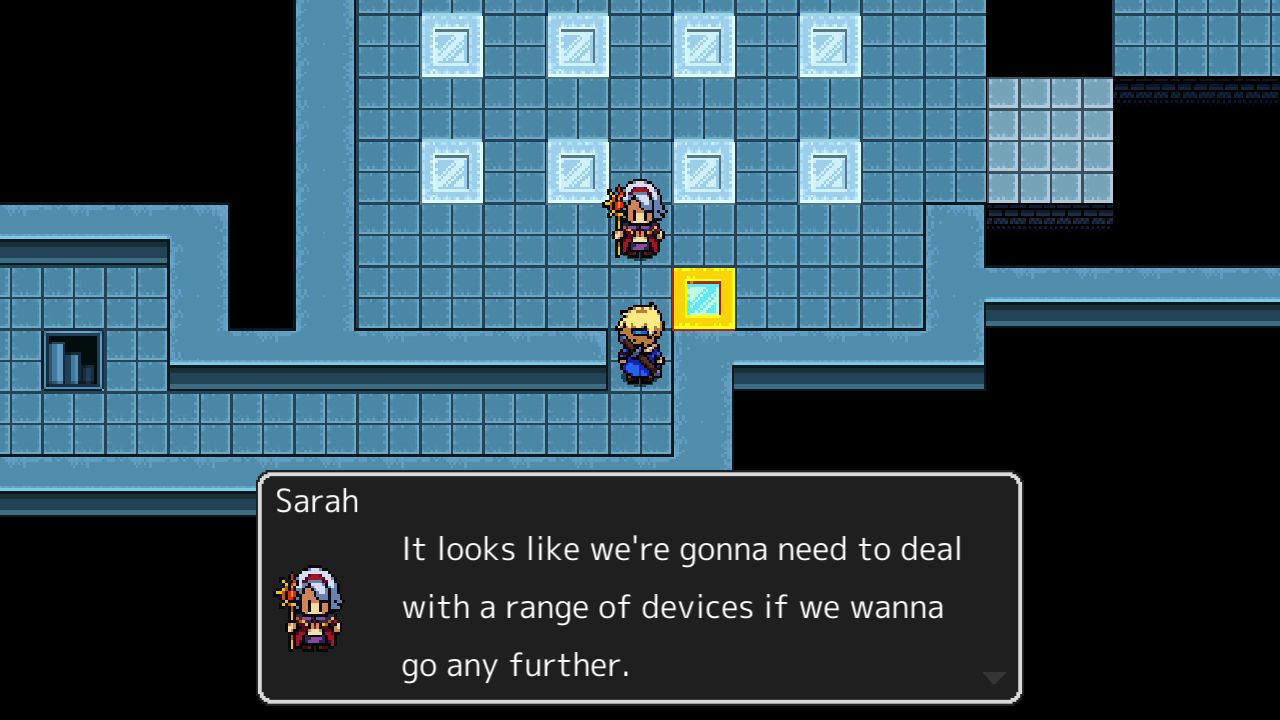 Sarah
It looks like we're gonna need to deal
with a range of devices if we wanna
go any further.